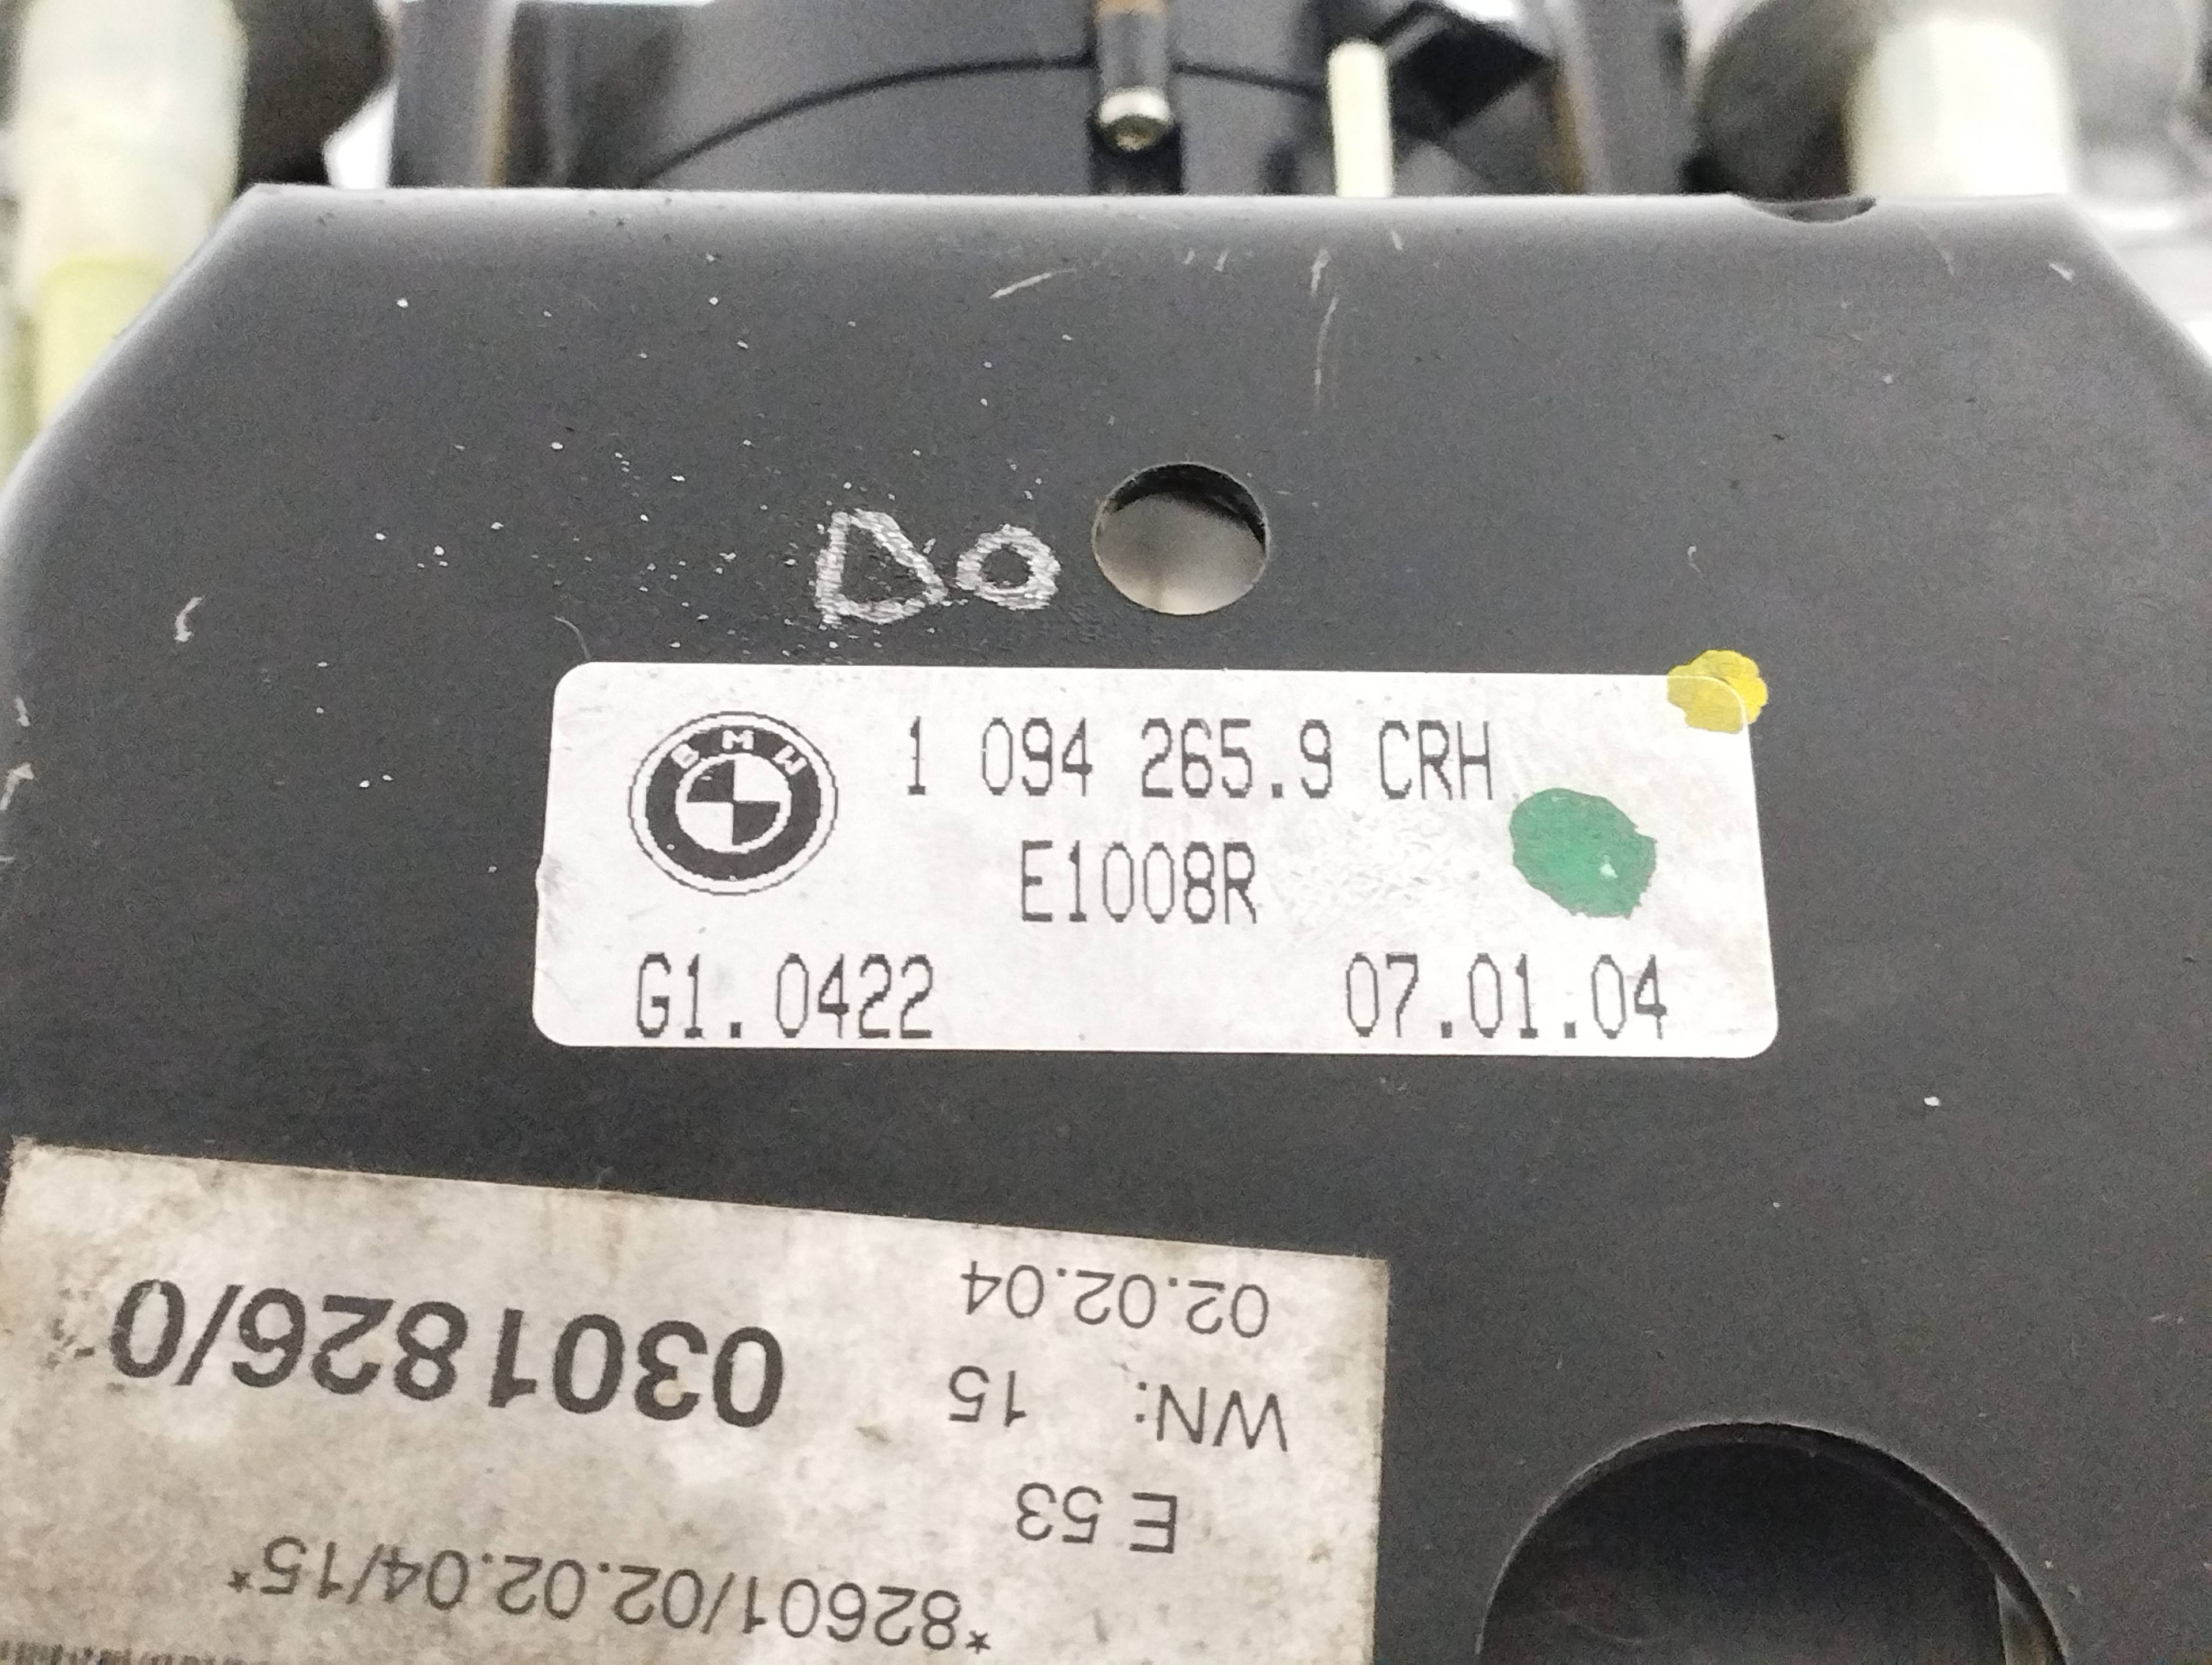 DO
BMW
1 094 265.9 CRH
E1008R
G1.0422 07.01.04
*82601/02.02.04/15*
E 53
WN: 15
0301826/0
02.02.04